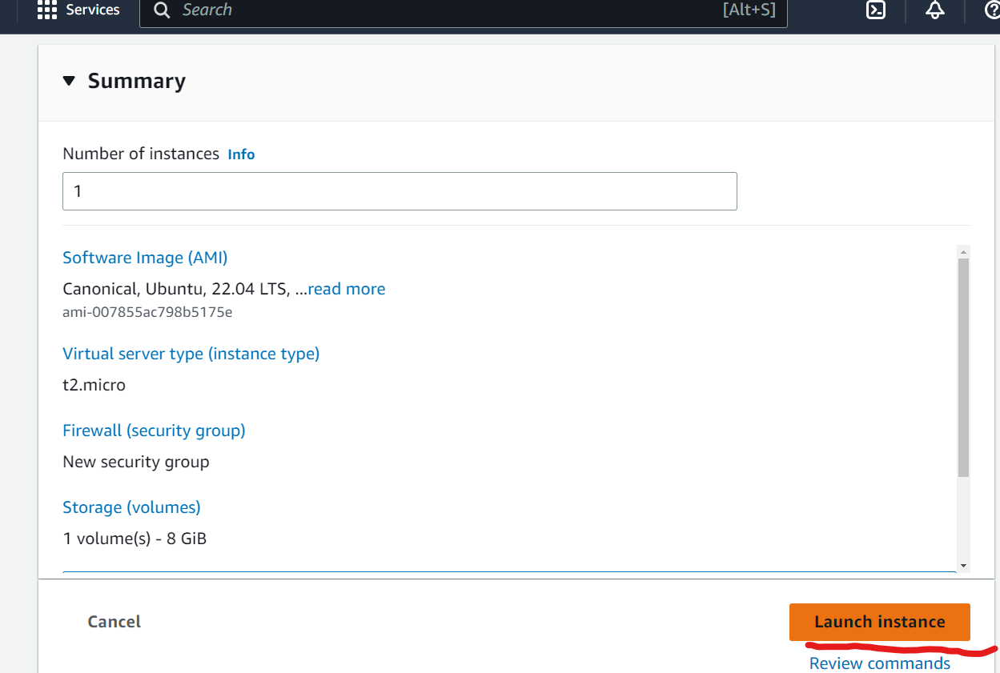 Services
Search [Alt+S]
Summary
Number of instances Info
1
Software Image (AMI)
Canonical, Ubuntu, 22.04 LTS, ...read more
ami-007855ac798b5175e
Virtual server type (instance type)
t2.micro
Firewall (security group)
New security group
Storage (volumes)
1 volume(s) - 8 GiB
Cancel
Launch instance
Review commands